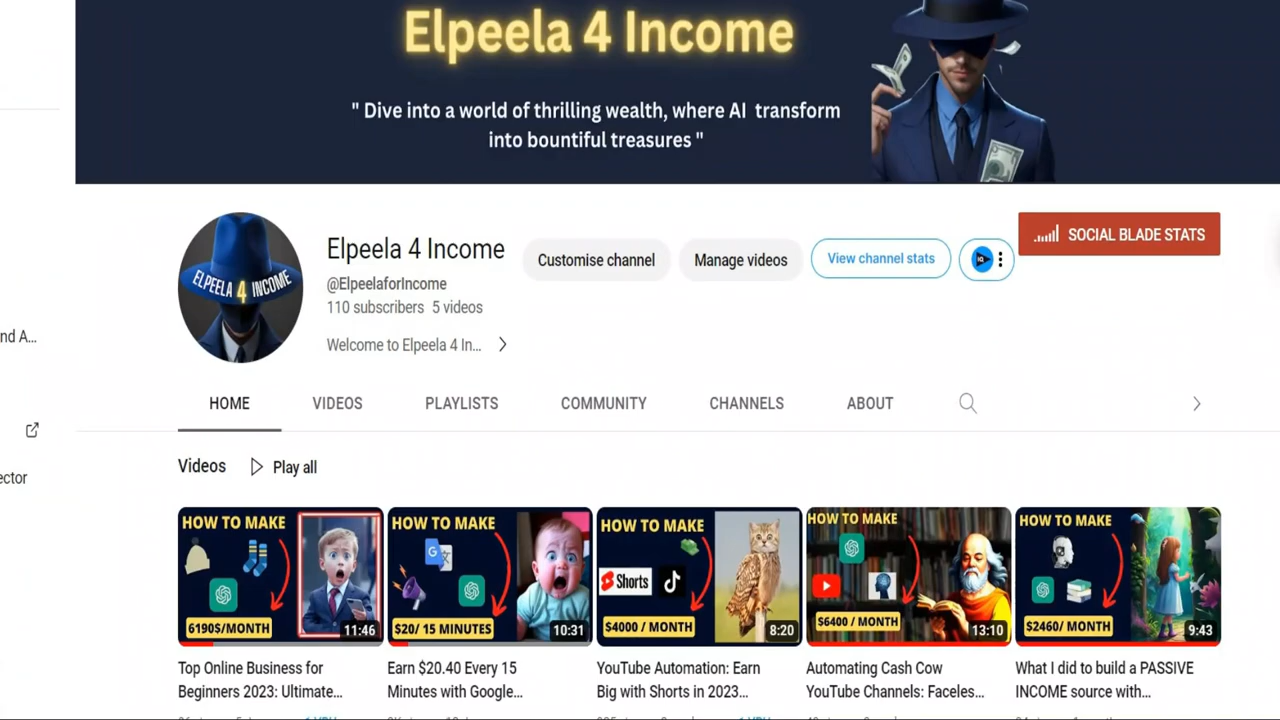 Elpeela 4 Income
" Dive into a world of thrilling wealth, where AI transform
into bountiful treasures "
ELPEELA 4 INCOME
Elpeela 4 Income
Customise channel
Manage videos
View channel stats
IQ
SOCIAL BLADE STATS
@ElpeelaforIncome
110 subscribers 5 videos
Welcome to Elpeela 4 In...
nd A...
HOME
VIDEOS
PLAYLISTS
COMMUNITY
CHANNELS
ABOUT
ector
Videos
Play all
HOW TO MAKE
6190$/MONTH
11:46
HOW TO MAKE
$20/ 15 MINUTES
10:31
HOW TO MAKE
Shorts
$4000 / MONTH
8:20
HOW TO MAKE
$6400 / MONTH
13:10
HOW TO MAKE
$2460/ MONTH
9:43
Top Online Business for
Beginners 2023: Ultimate...
Earn $20.40 Every 15
Minutes with Google...
YouTube Automation: Earn
Big with Shorts in 2023...
Automating Cash Cow
YouTube Channels: Faceles...
What I did to build a PASSIVE
INCOME source with...